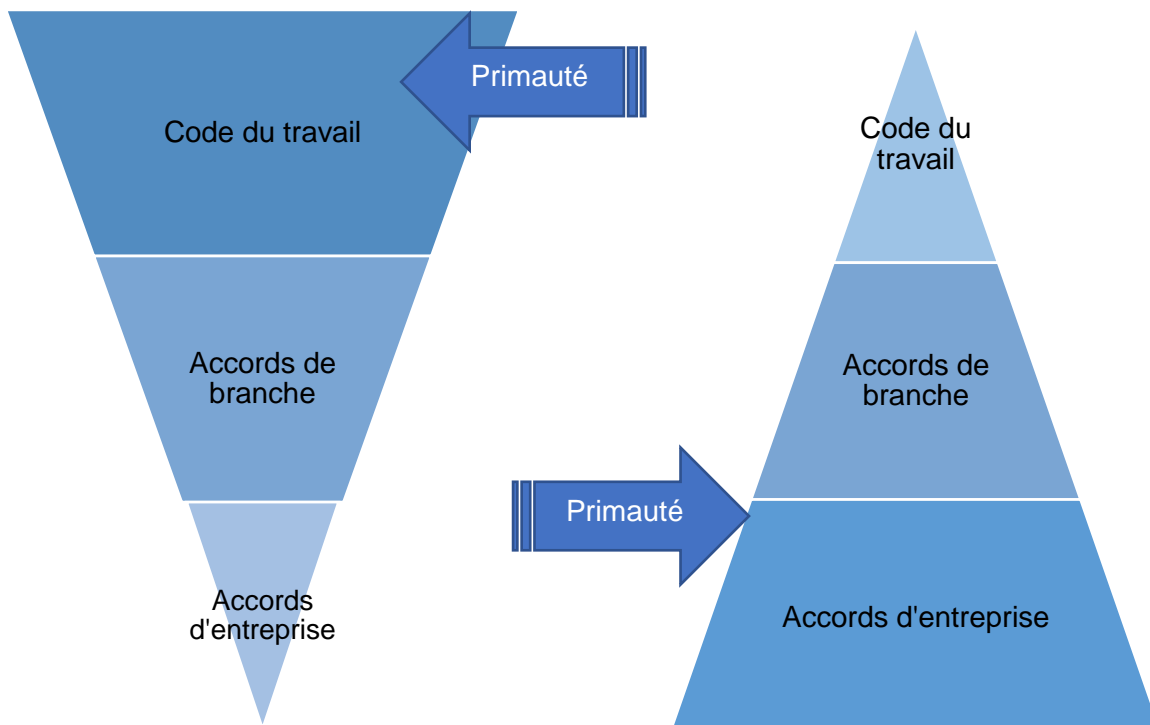 Primauté
Code du travail
Accords de
branche
Accords
d'entreprise
Code du
travail
Accords de
branche
Primauté
Accords d'entreprise